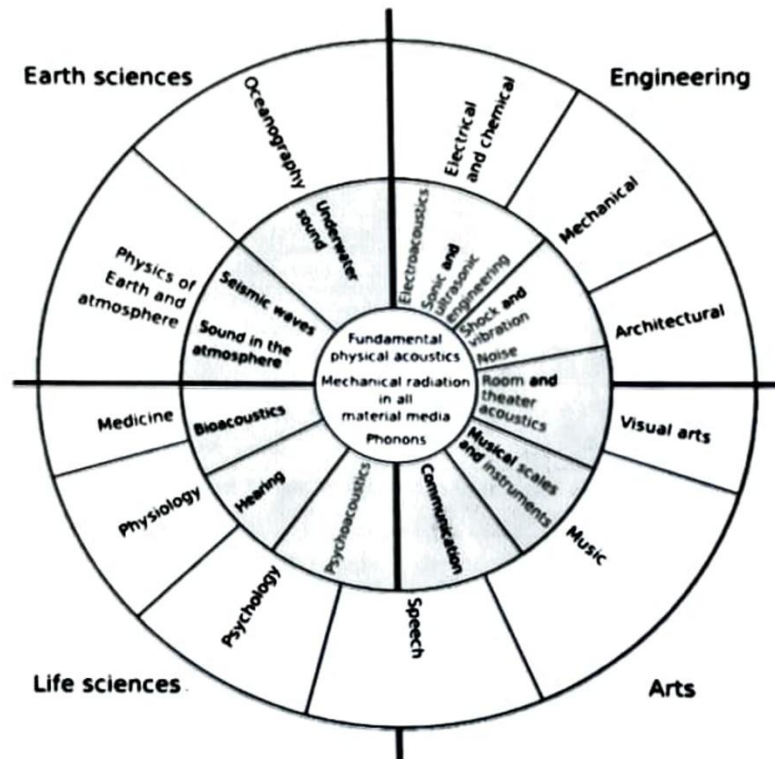 Earth sciences
Engineering
Oceanography
Electrical
and chemical
Mechanical
Architectural
Physics of
Earth and
atmosphere
Underwater
sound
Seismic waves
Sound in the
atmosphere
Electroacoustics
Sonic and
ultrasonic
engineering
Shock and
vibration
Noise
Fundamental
physical acoustics
Mechanical radiation
in all
material media
Phonons
Room and
theater
acoustics
Musical scales
and instruments
Visual arts
Music
Medicine
Bioacoustics
Physiology
Hearing
Psychology
Psychoacoustics
Communication
Speech
Life sciences
Arts